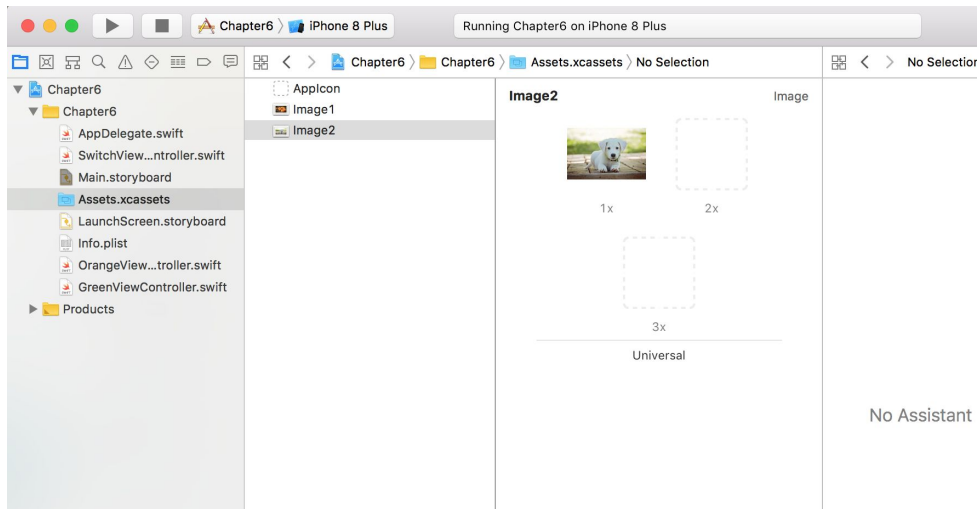 Chapter6 〉 iPhone 8 Plus
Running Chapter6 on iPhone 8 Plus
Chapter6 〉 Chapter6 〉 Assets.xcassets 〉 No Selection
No Selection
Chapter6
Chapter6
AppDelegate.swift
SwitchView...ntroller.swift
Main.storyboard
Assets.xcassets
LaunchScreen.storyboard
Info.plist
OrangeView...troller.swift
GreenViewController.swift
Products
AppIcon
Image1
Image2
Image2 Image
1x 2x
3x
Universal
No Assistant